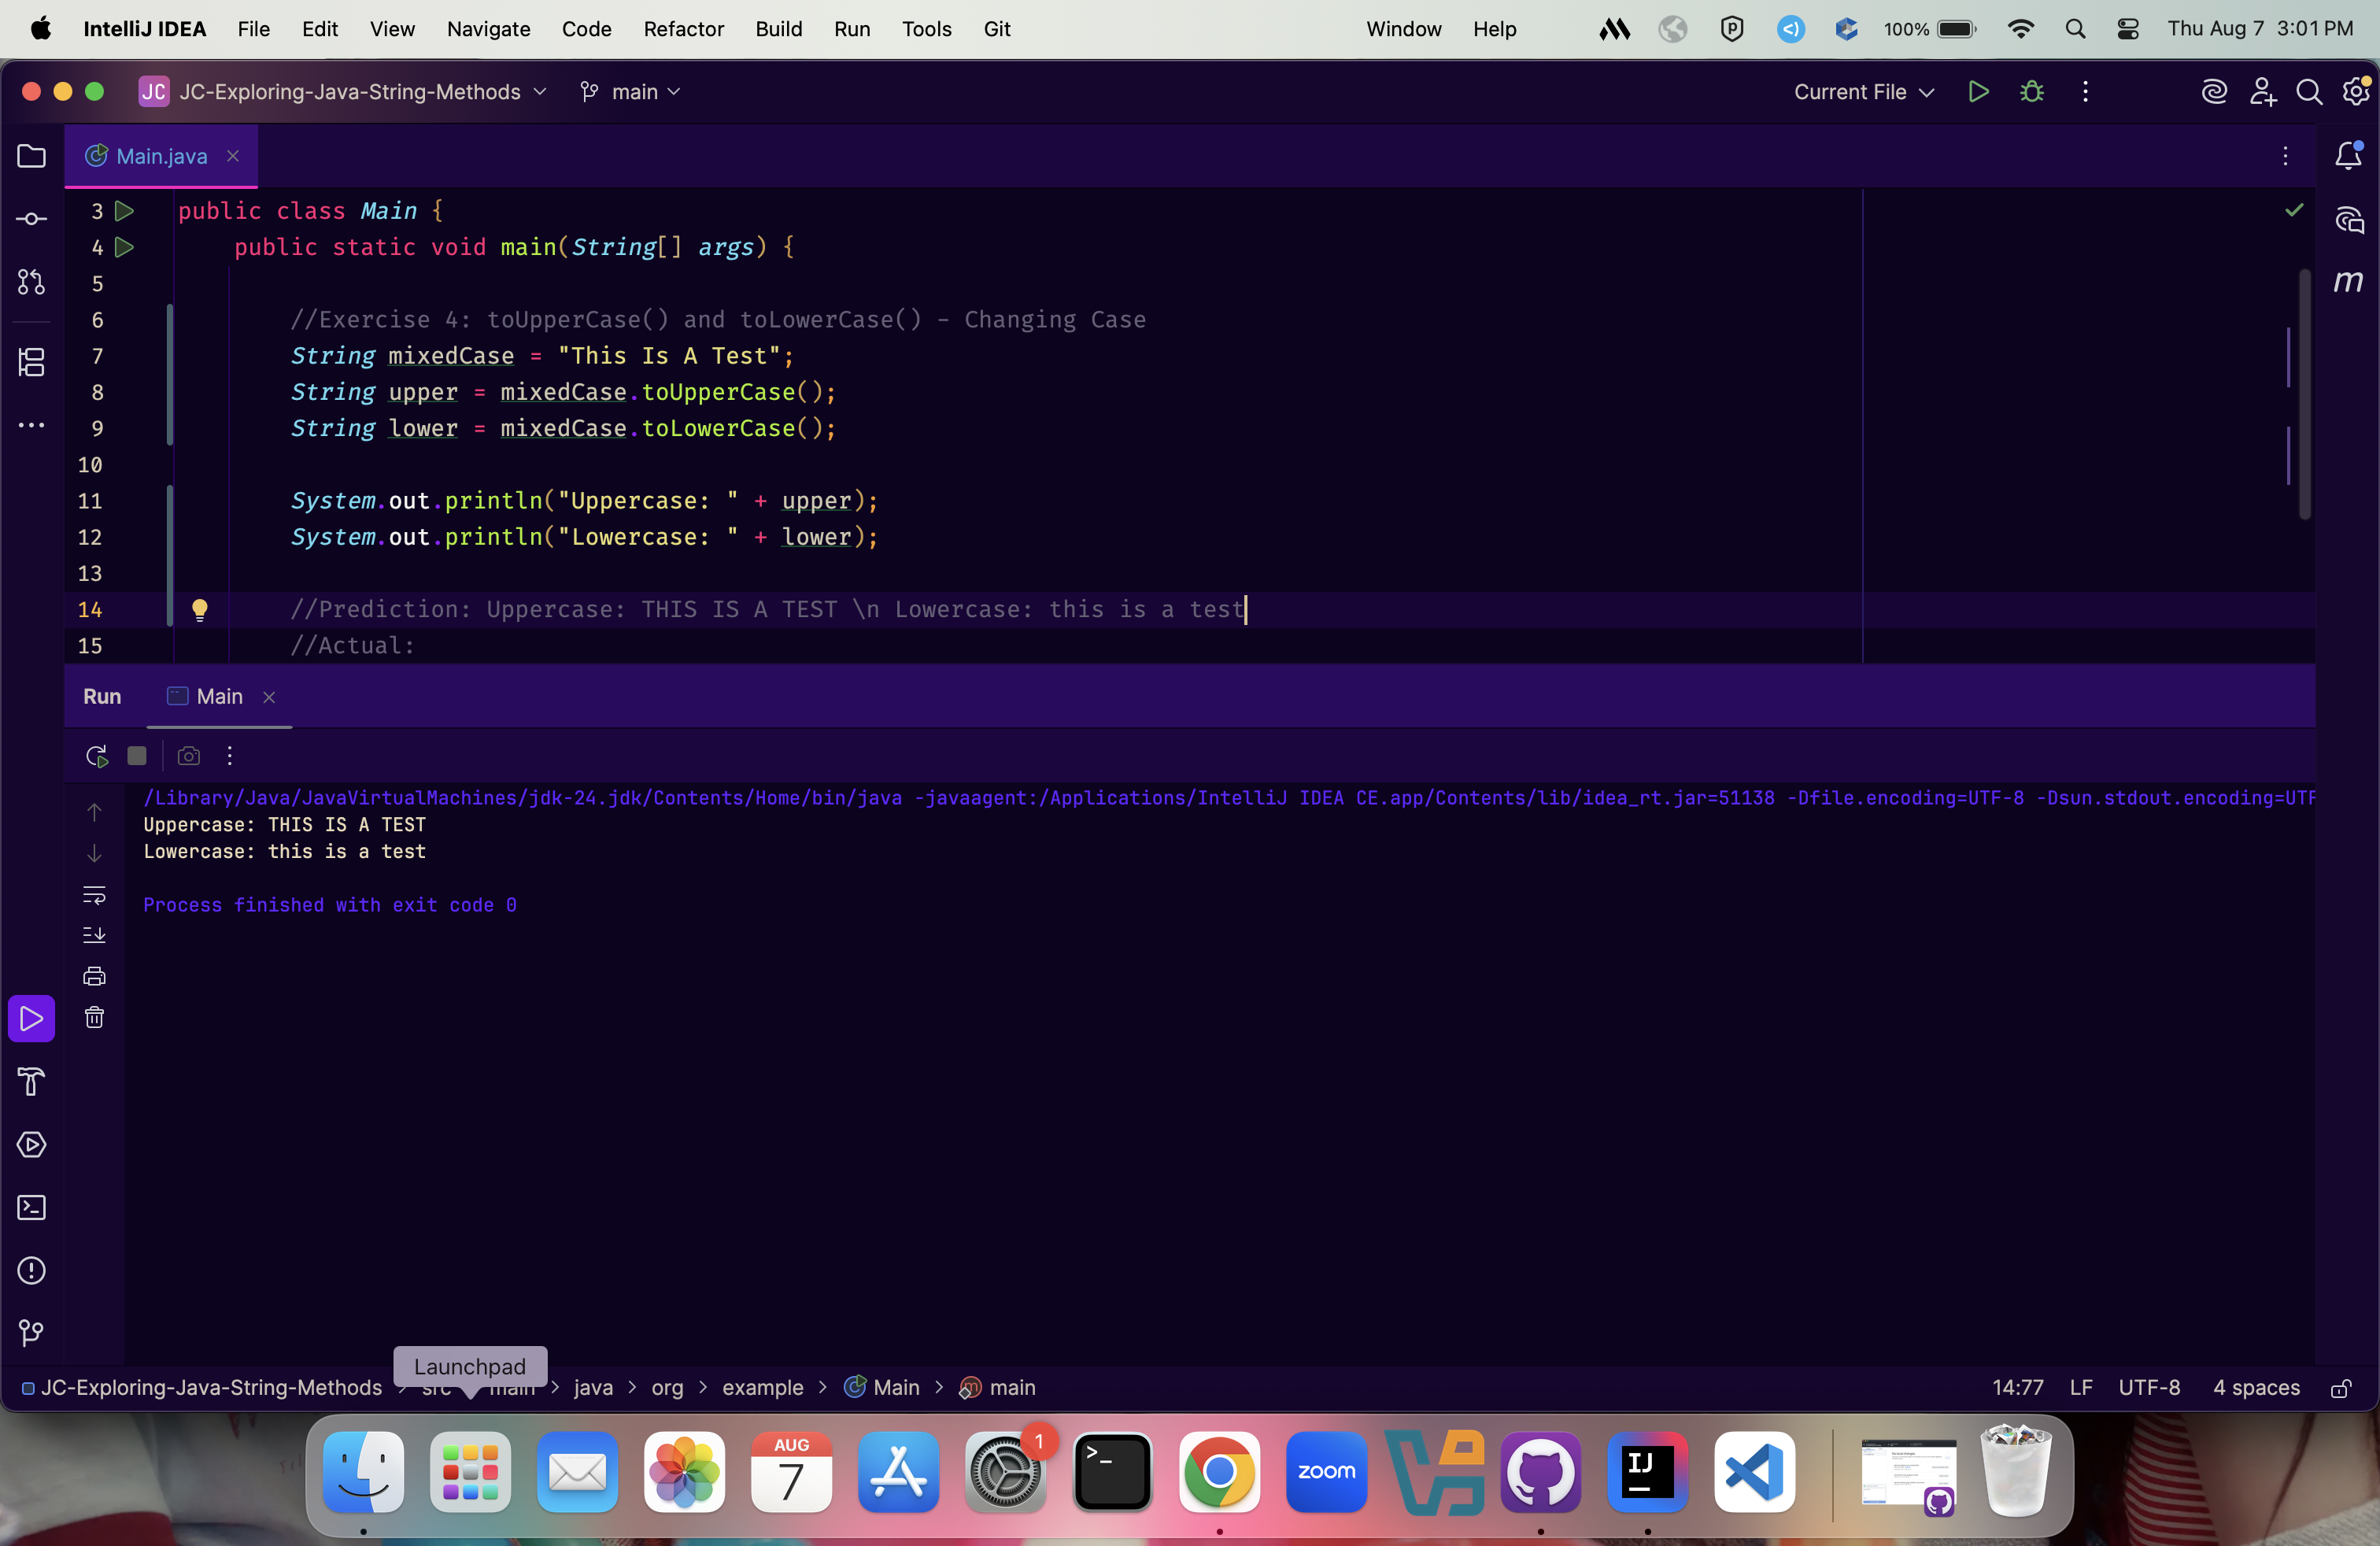 IntelliJ IDEA File Edit View Navigate Code Refactor Build Run Tools Git Window Help 100% Thu Aug 7 3:01 PM
JC JC-Exploring-Java-String-Methods main Current File
Main.java
3 public class Main {
4 public static void main(String[] args) {
5
6 //Exercise 4: toUpperCase() and toLowerCase() - Changing Case
7 String mixedCase = "This Is A Test";
8 String upper = mixedCase.toUpperCase();
9 String lower = mixedCase.toLowerCase();
10
11 System.out.println("Uppercase: " + upper);
12 System.out.println("Lowercase: " + lower);
13
14 //Prediction: Uppercase: THIS IS A TEST \n Lowercase: this is a test
15 //Actual:
Run Main
/Library/Java/JavaVirtualMachines/jdk-24.jdk/Contents/Home/bin/java -javaagent:/Applications/IntelliJ IDEA CE.app/Contents/lib/idea_rt.jar=51138 -Dfile.encoding=UTF-8 -Dsun.stdout.encoding=UTF
Uppercase: THIS IS A TEST
Lowercase: this is a test
Process finished with exit code 0
Launchpad
JC-Exploring-Java-String-Methods > src > main > java > org > example > Main > main 14:77 LF UTF-8 4 spaces
AUG
7
1
>_
zoom
IJ